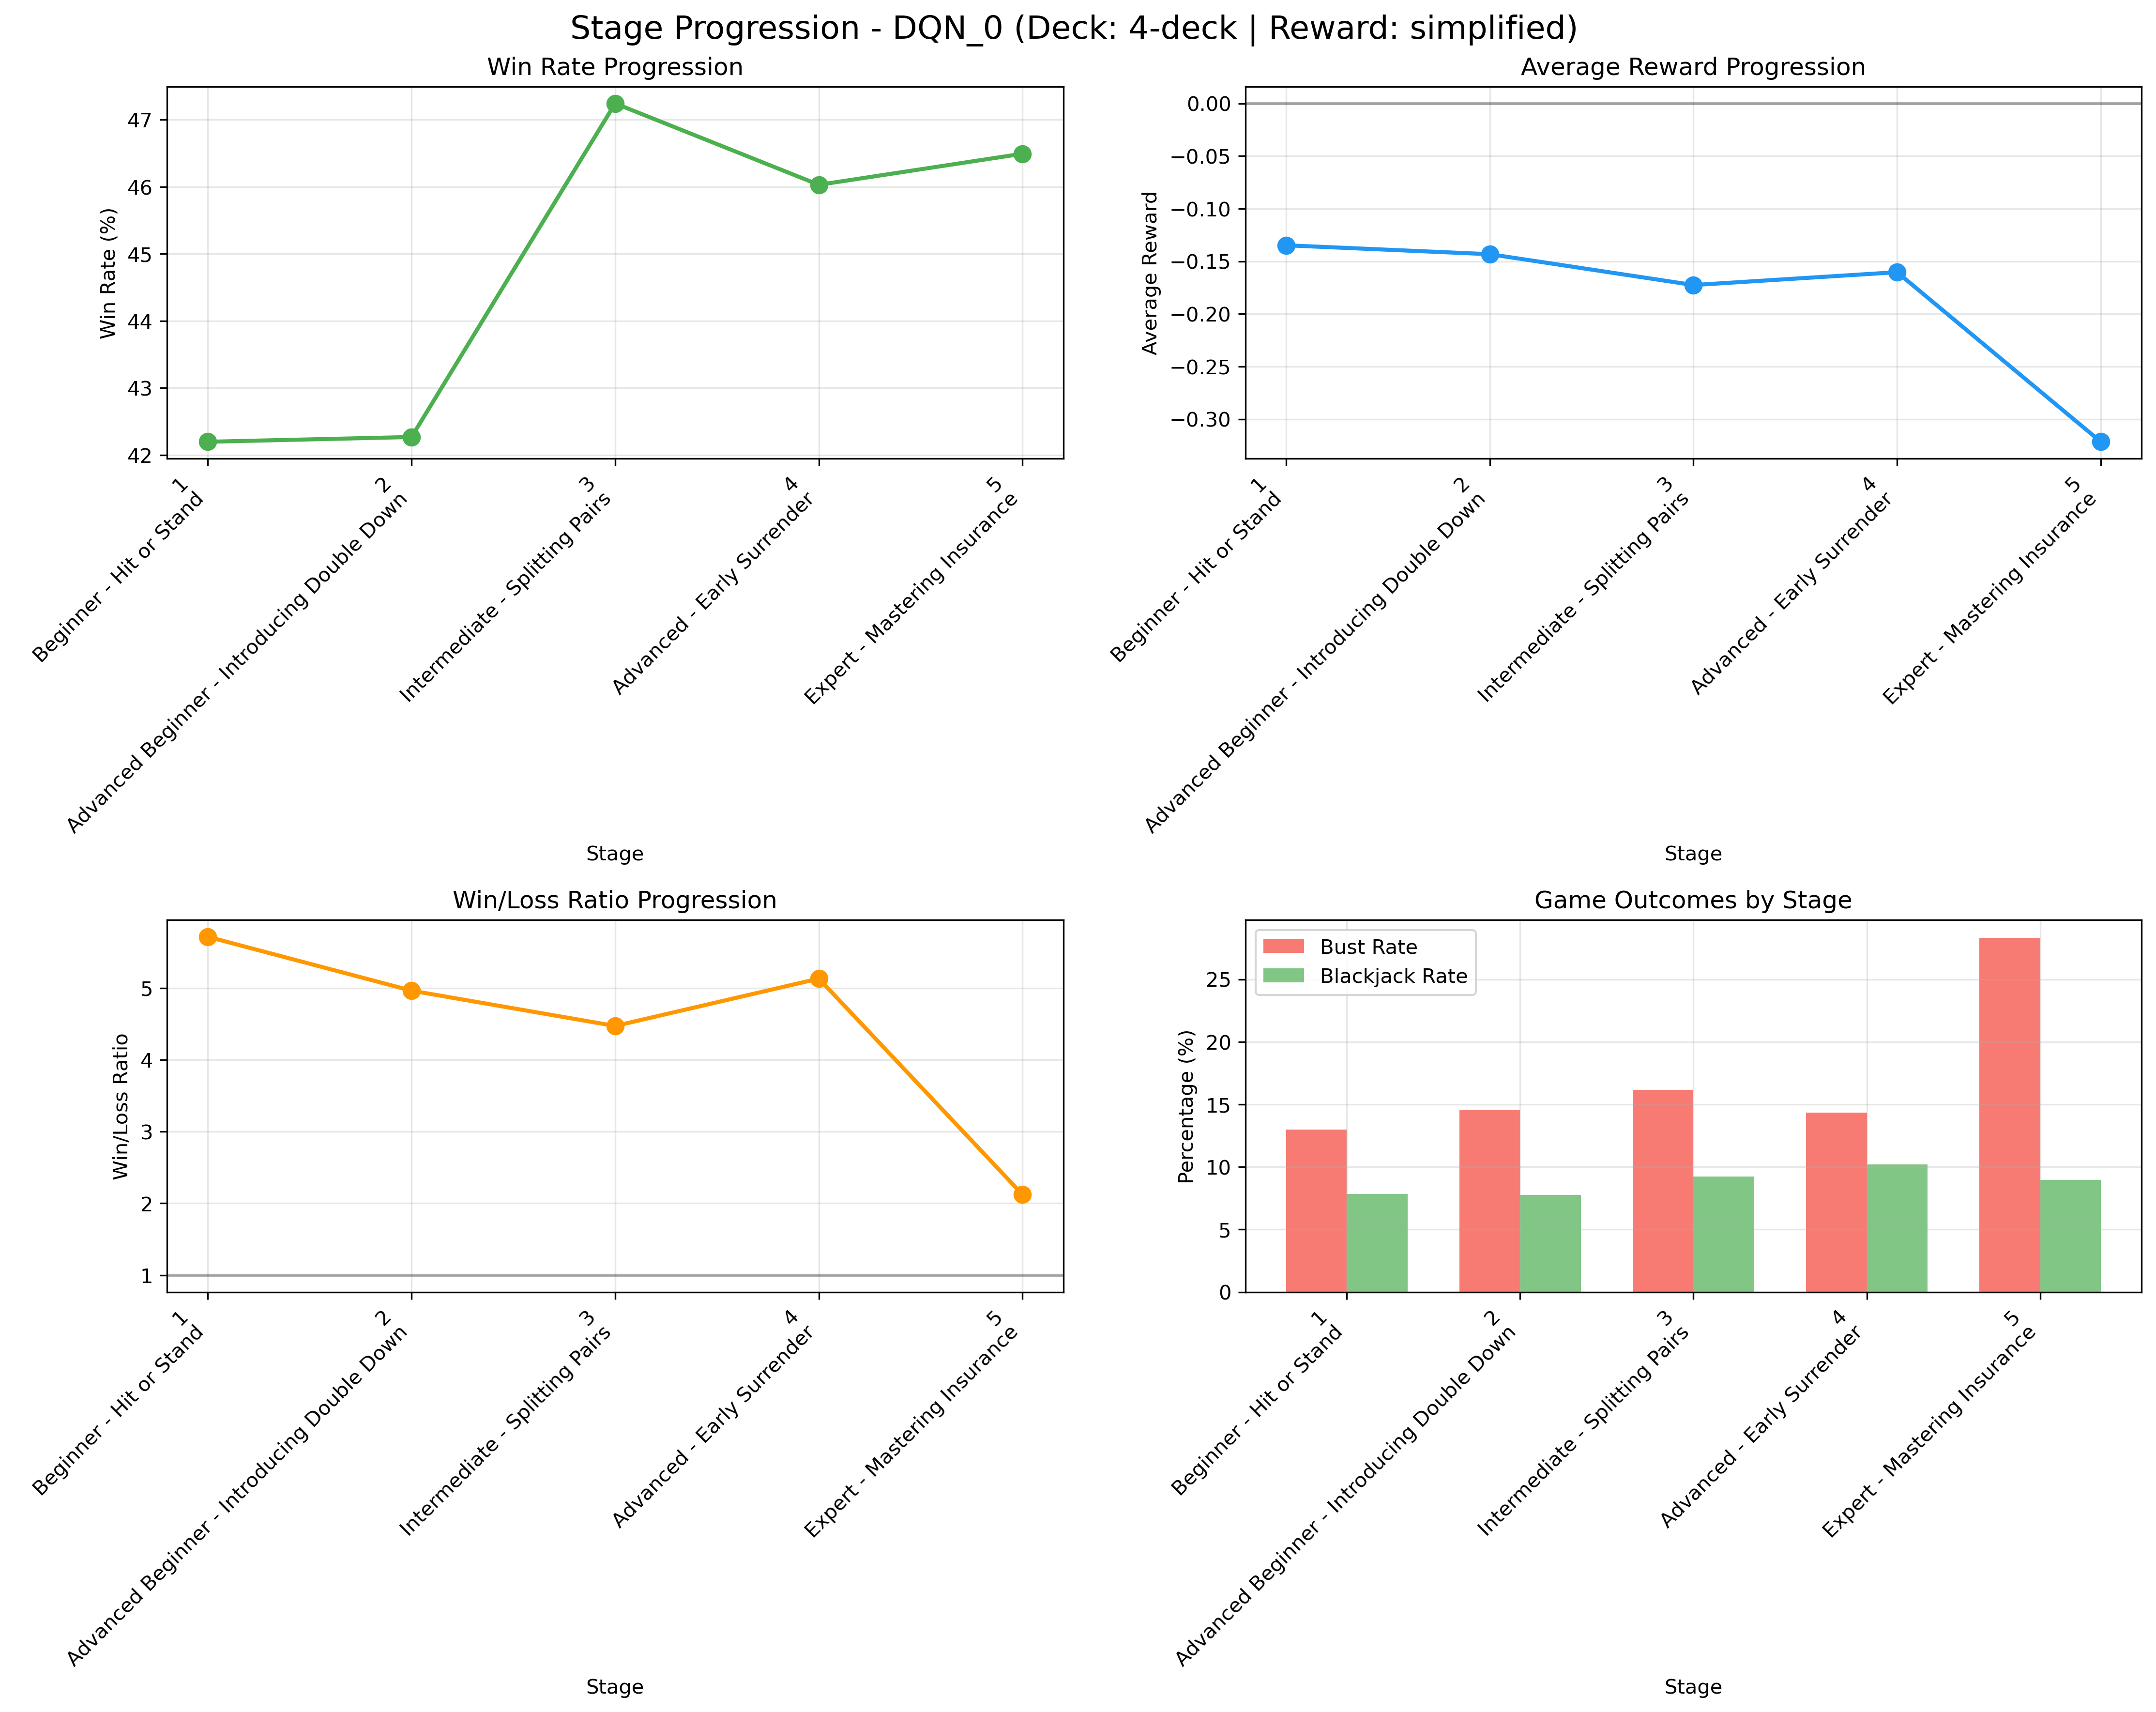 Stage Progression - DQN_0 (Deck: 4-deck | Reward: simplified)
Win Rate Progression
Win Rate (%)
47
46
45
44
43
42
1
Beginner - Hit or Stand
2
Advanced Beginner - Introducing Double Down
3
Intermediate - Splitting Pairs
4
Advanced - Early Surrender
5
Expert - Mastering Insurance
Stage
Average Reward Progression
Average Reward
0.00
−0.05
−0.10
−0.15
−0.20
−0.25
−0.30
1
Beginner - Hit or Stand
2
Advanced Beginner - Introducing Double Down
3
Intermediate - Splitting Pairs
4
Advanced - Early Surrender
5
Expert - Mastering Insurance
Stage
Win/Loss Ratio Progression
Win/Loss Ratio
5
4
3
2
1
1
Beginner - Hit or Stand
2
Advanced Beginner - Introducing Double Down
3
Intermediate - Splitting Pairs
4
Advanced - Early Surrender
5
Expert - Mastering Insurance
Stage
Game Outcomes by Stage
Bust Rate
Blackjack Rate
Percentage (%)
25
20
15
10
5
0
1
Beginner - Hit or Stand
2
Advanced Beginner - Introducing Double Down
3
Intermediate - Splitting Pairs
4
Advanced - Early Surrender
5
Expert - Mastering Insurance
Stage